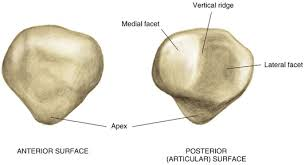 Vertical ridge
Medial facet
Lateral facet
Apex
ANTERIOR SURFACE
POSTERIOR
(ARTICULAR) SURFACE